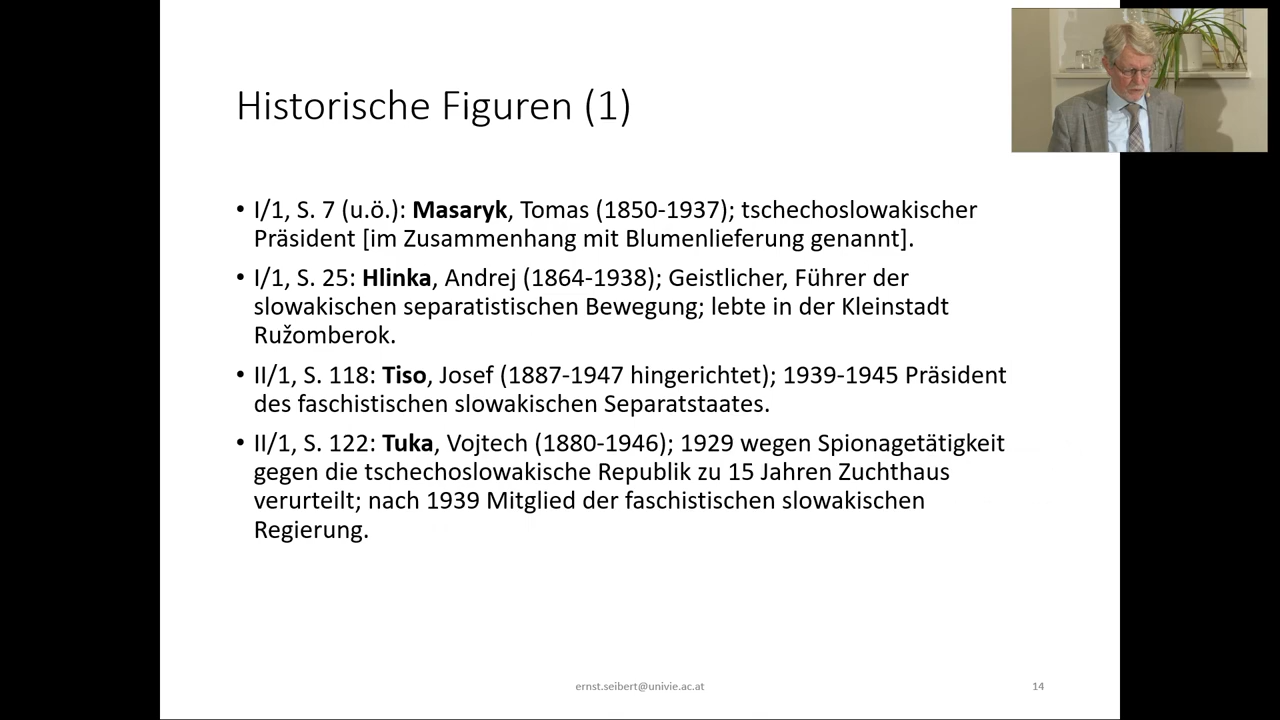 Historische Figuren (1)
• I/1, S. 7 (u.ö.): Masaryk, Tomas (1850-1937); tschechoslowakischer
Präsident [im Zusammenhang mit Blumenlieferung genannt].
• I/1, S. 25: Hlinka, Andrej (1864-1938); Geistlicher, Führer der
slowakischen separatistischen Bewegung; lebte in der Kleinstadt
Ružomberok.
• II/1, S. 118: Tiso, Josef (1887-1947 hingerichtet); 1939-1945 Präsident
des faschistischen slowakischen Separatstaates.
• II/1, S. 122: Tuka, Vojtech (1880-1946); 1929 wegen Spionagetätigkeit
gegen die tschechoslowakische Republik zu 15 Jahren Zuchthaus
verurteilt; nach 1939 Mitglied der faschistischen slowakischen
Regierung.
ernst.seibert@univie.ac.at
14